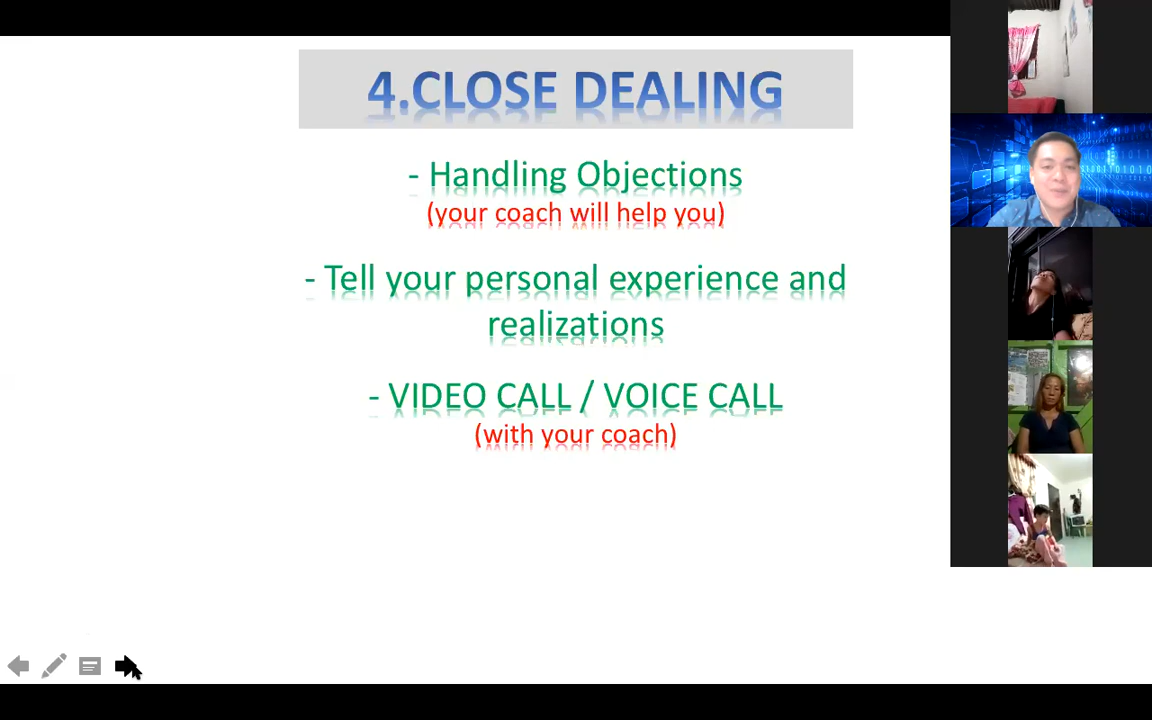 4.CLOSE DEALING
- Handling Objections
(your coach will help you)
- Tell your personal experience and
realizations
- VIDEO CALL / VOICE CALL
(with your coach)